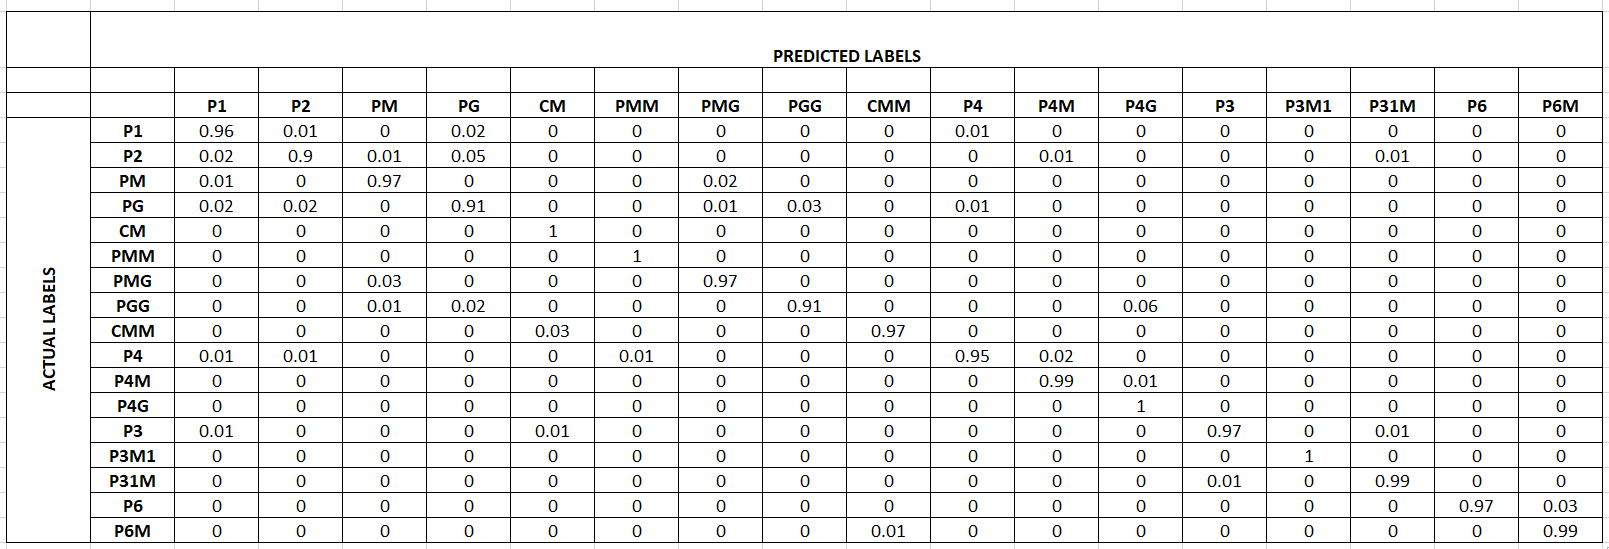 PREDICTED LABELS
P1 P2 PM PG CM PMM PMG PGG CMM P4 P4M P4G P3 P3M1 P31M P6 P6M
ACTUAL LABELS
P1 0.96 0.01 0 0.02 0 0 0 0 0 0.01 0 0 0 0 0 0 0
P2 0.02 0.9 0.01 0.05 0 0 0 0 0 0 0.01 0 0 0 0.01 0 0
PM 0.01 0 0.97 0 0 0 0.02 0 0 0 0 0 0 0 0 0 0
PG 0.02 0.02 0 0.91 0 0 0.01 0.03 0 0.01 0 0 0 0 0 0 0
CM 0 0 0 0 1 0 0 0 0 0 0 0 0 0 0 0 0
PMM 0 0 0 0 0 1 0 0 0 0 0 0 0 0 0 0 0
PMG 0 0 0.03 0 0 0 0.97 0 0 0 0 0 0 0 0 0 0
PGG 0 0 0.01 0.02 0 0 0 0.91 0 0 0 0.06 0 0 0 0 0
CMM 0 0 0 0 0.03 0 0 0 0.97 0 0 0 0 0 0 0 0
P4 0.01 0.01 0 0 0 0.01 0 0 0 0.95 0.02 0 0 0 0 0 0
P4M 0 0 0 0 0 0 0 0 0 0 0.99 0.01 0 0 0 0 0
P4G 0 0 0 0 0 0 0 0 0 0 0 1 0 0 0 0 0
P3 0.01 0 0 0 0.01 0 0 0 0 0 0 0 0.97 0 0.01 0 0
P3M1 0 0 0 0 0 0 0 0 0 0 0 0 0 1 0 0 0
P31M 0 0 0 0 0 0 0 0 0 0 0 0 0.01 0 0.99 0 0
P6 0 0 0 0 0 0 0 0 0 0 0 0 0 0 0 0.97 0.03
P6M 0 0 0 0 0 0 0 0 0.01 0 0 0 0 0 0 0 0.99